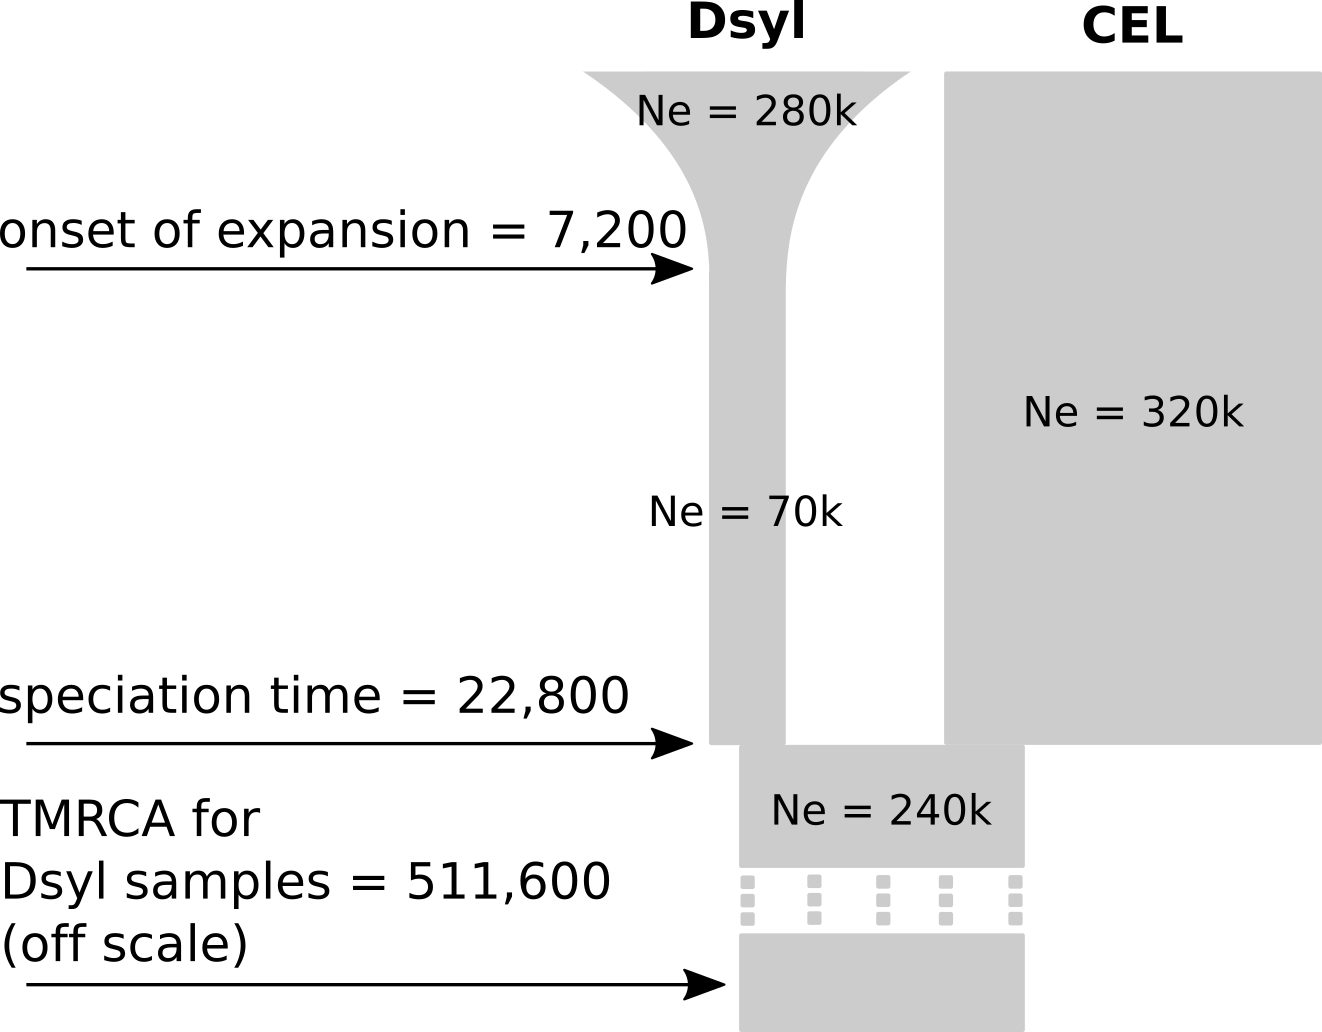 Dsyl
CEL
Ne = 280k
onset of expansion = 7,200
Ne = 320k
Ne = 70k
speciation time = 22,800
Ne = 240k
TMRCA for
Dsyl samples = 511,600
(off scale)